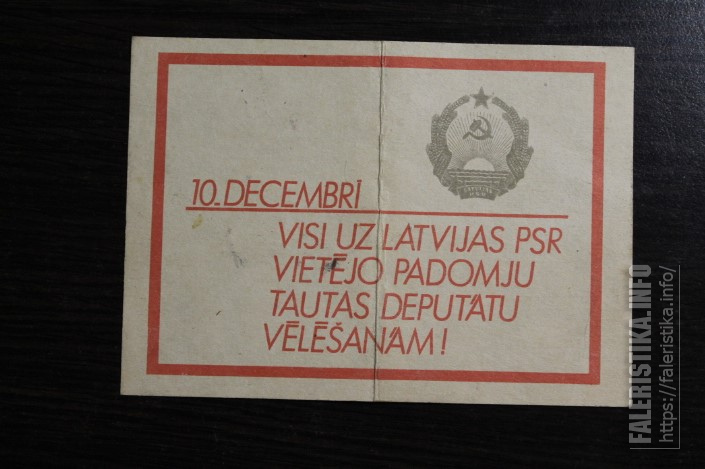 10. DECEMBRĪ
VISI UZ LATVIJAS PSR
VIETĒJO PADOMJU
TAUTAS DEPUTĀTU
VĒLĒŠANĀM!
FALERISTIKA.INFO
https://faleristika.info/